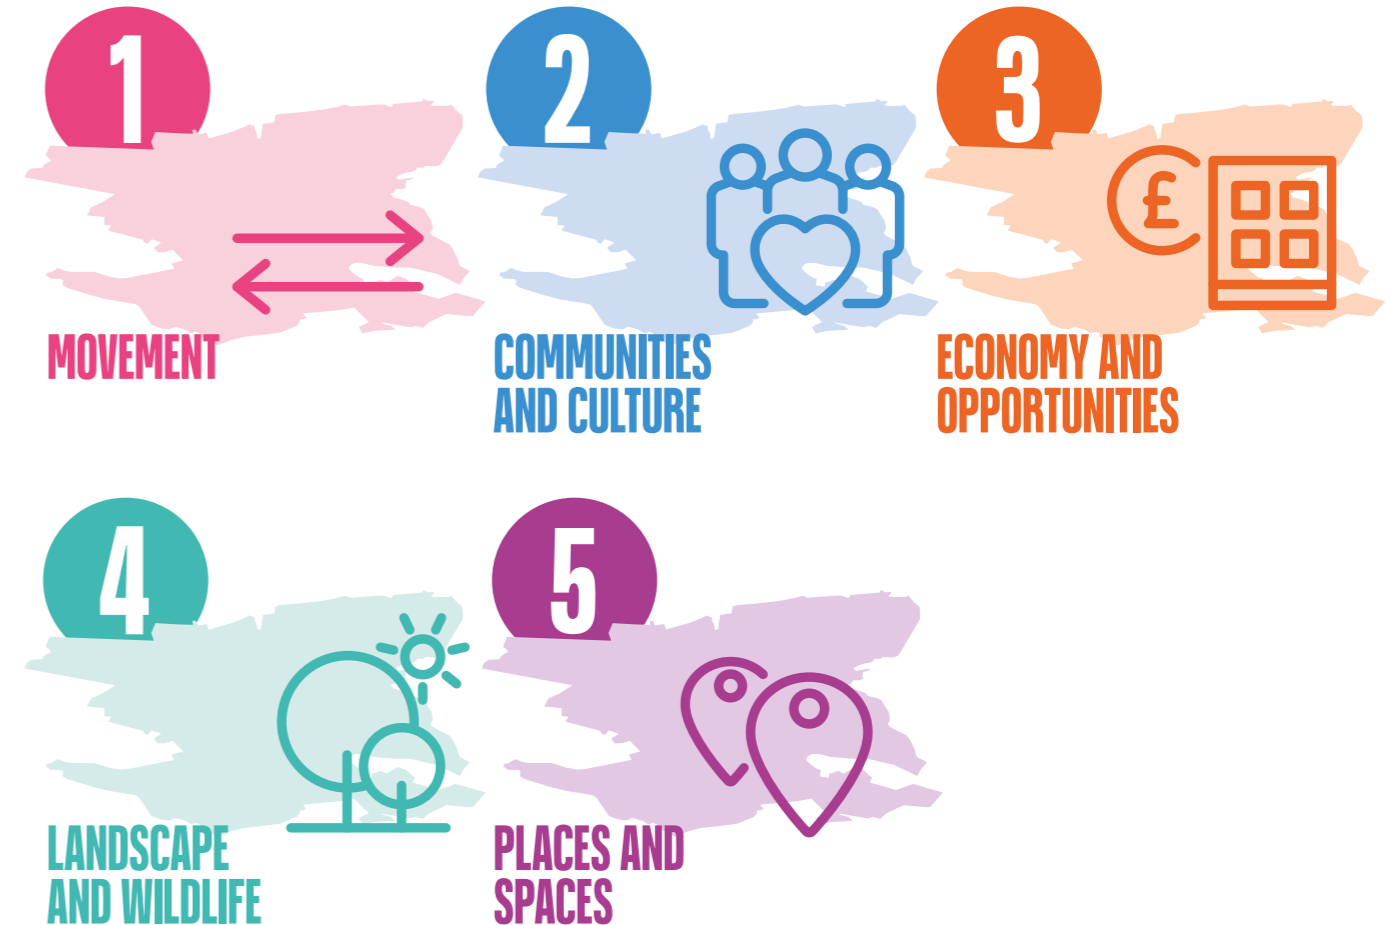 1
MOVEMENT
2
COMMUNITIES
AND CULTURE
3
£
ECONOMY AND
OPPORTUNITIES
4
LANDSCAPE
AND WILDLIFE
5
PLACES AND
SPACES